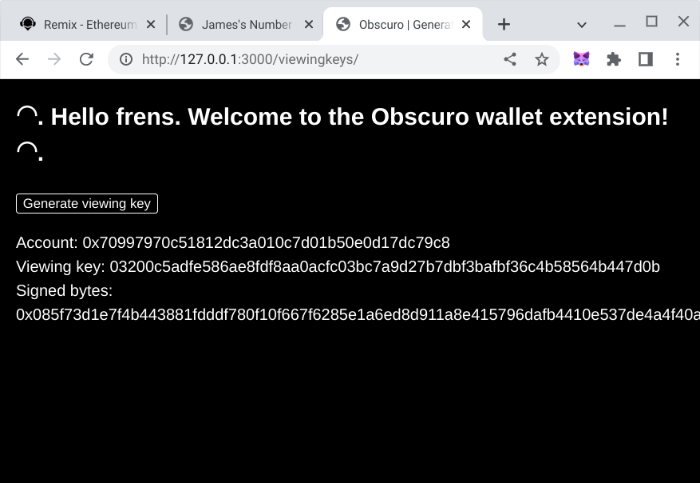 Remix - Ethereum
James's Number
Obscuro | Genera
http://127.0.0.1:3000/viewingkeys/
◠. Hello frens. Welcome to the Obscuro wallet extension!
◠.
Generate viewing key
Account: 0x70997970c51812dc3a010c7d01b50e0d17dc79c8
Viewing key: 03200c5adfe586ae8fdf8aa0acfc03bc7a9d27b7dbf3bafbf36c4b58564b447d0b
Signed bytes:
0x085f73d1e7f4b443881fdddf780f10f667f6285e1a6ed8d911a8e415796dafb4410e537de4a4f40a